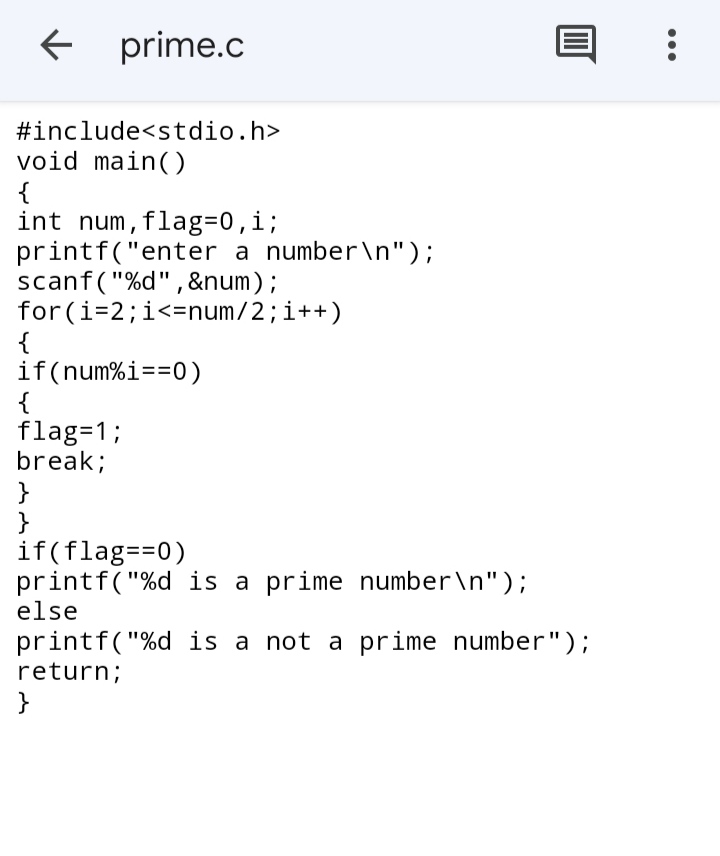 prime.c
#include<stdio.h>
void main()
{
int num,flag=0,i;
printf("enter a number\n");
scanf("%d",&num);
for(i=2;i<=num/2;i++)
{
if(num%i==0)
{
flag=1;
break;
}
}
if(flag==0)
printf("%d is a prime number\n");
else
printf("%d is a not a prime number");
return;
}